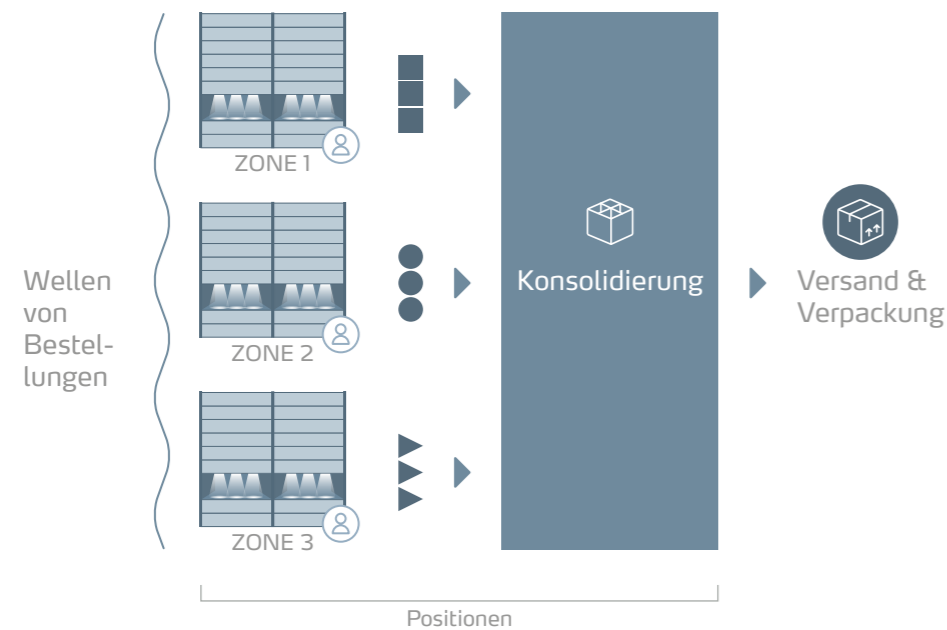 Wellen
von
Bestel-
lungen
ZONE 1
ZONE 2
ZONE 3
Konsolidierung
Versand &
Verpackung
Positionen